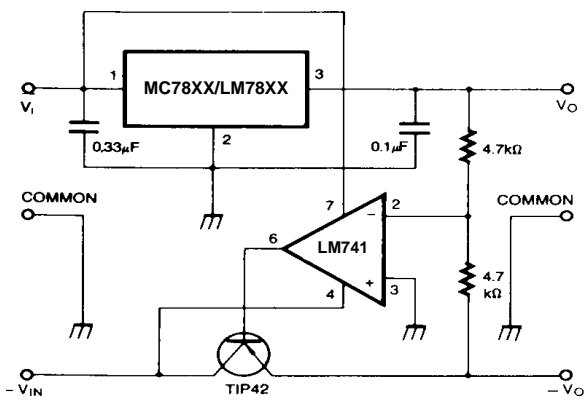 1
MC78XX/LM78XX
3
VI
2
VO
0.33μF
0.1μF
4.7kΩ
COMMON
COMMON
7
2
6
LM741
−
+
4
3
4.7
kΩ
−VIN
TIP42
−VO